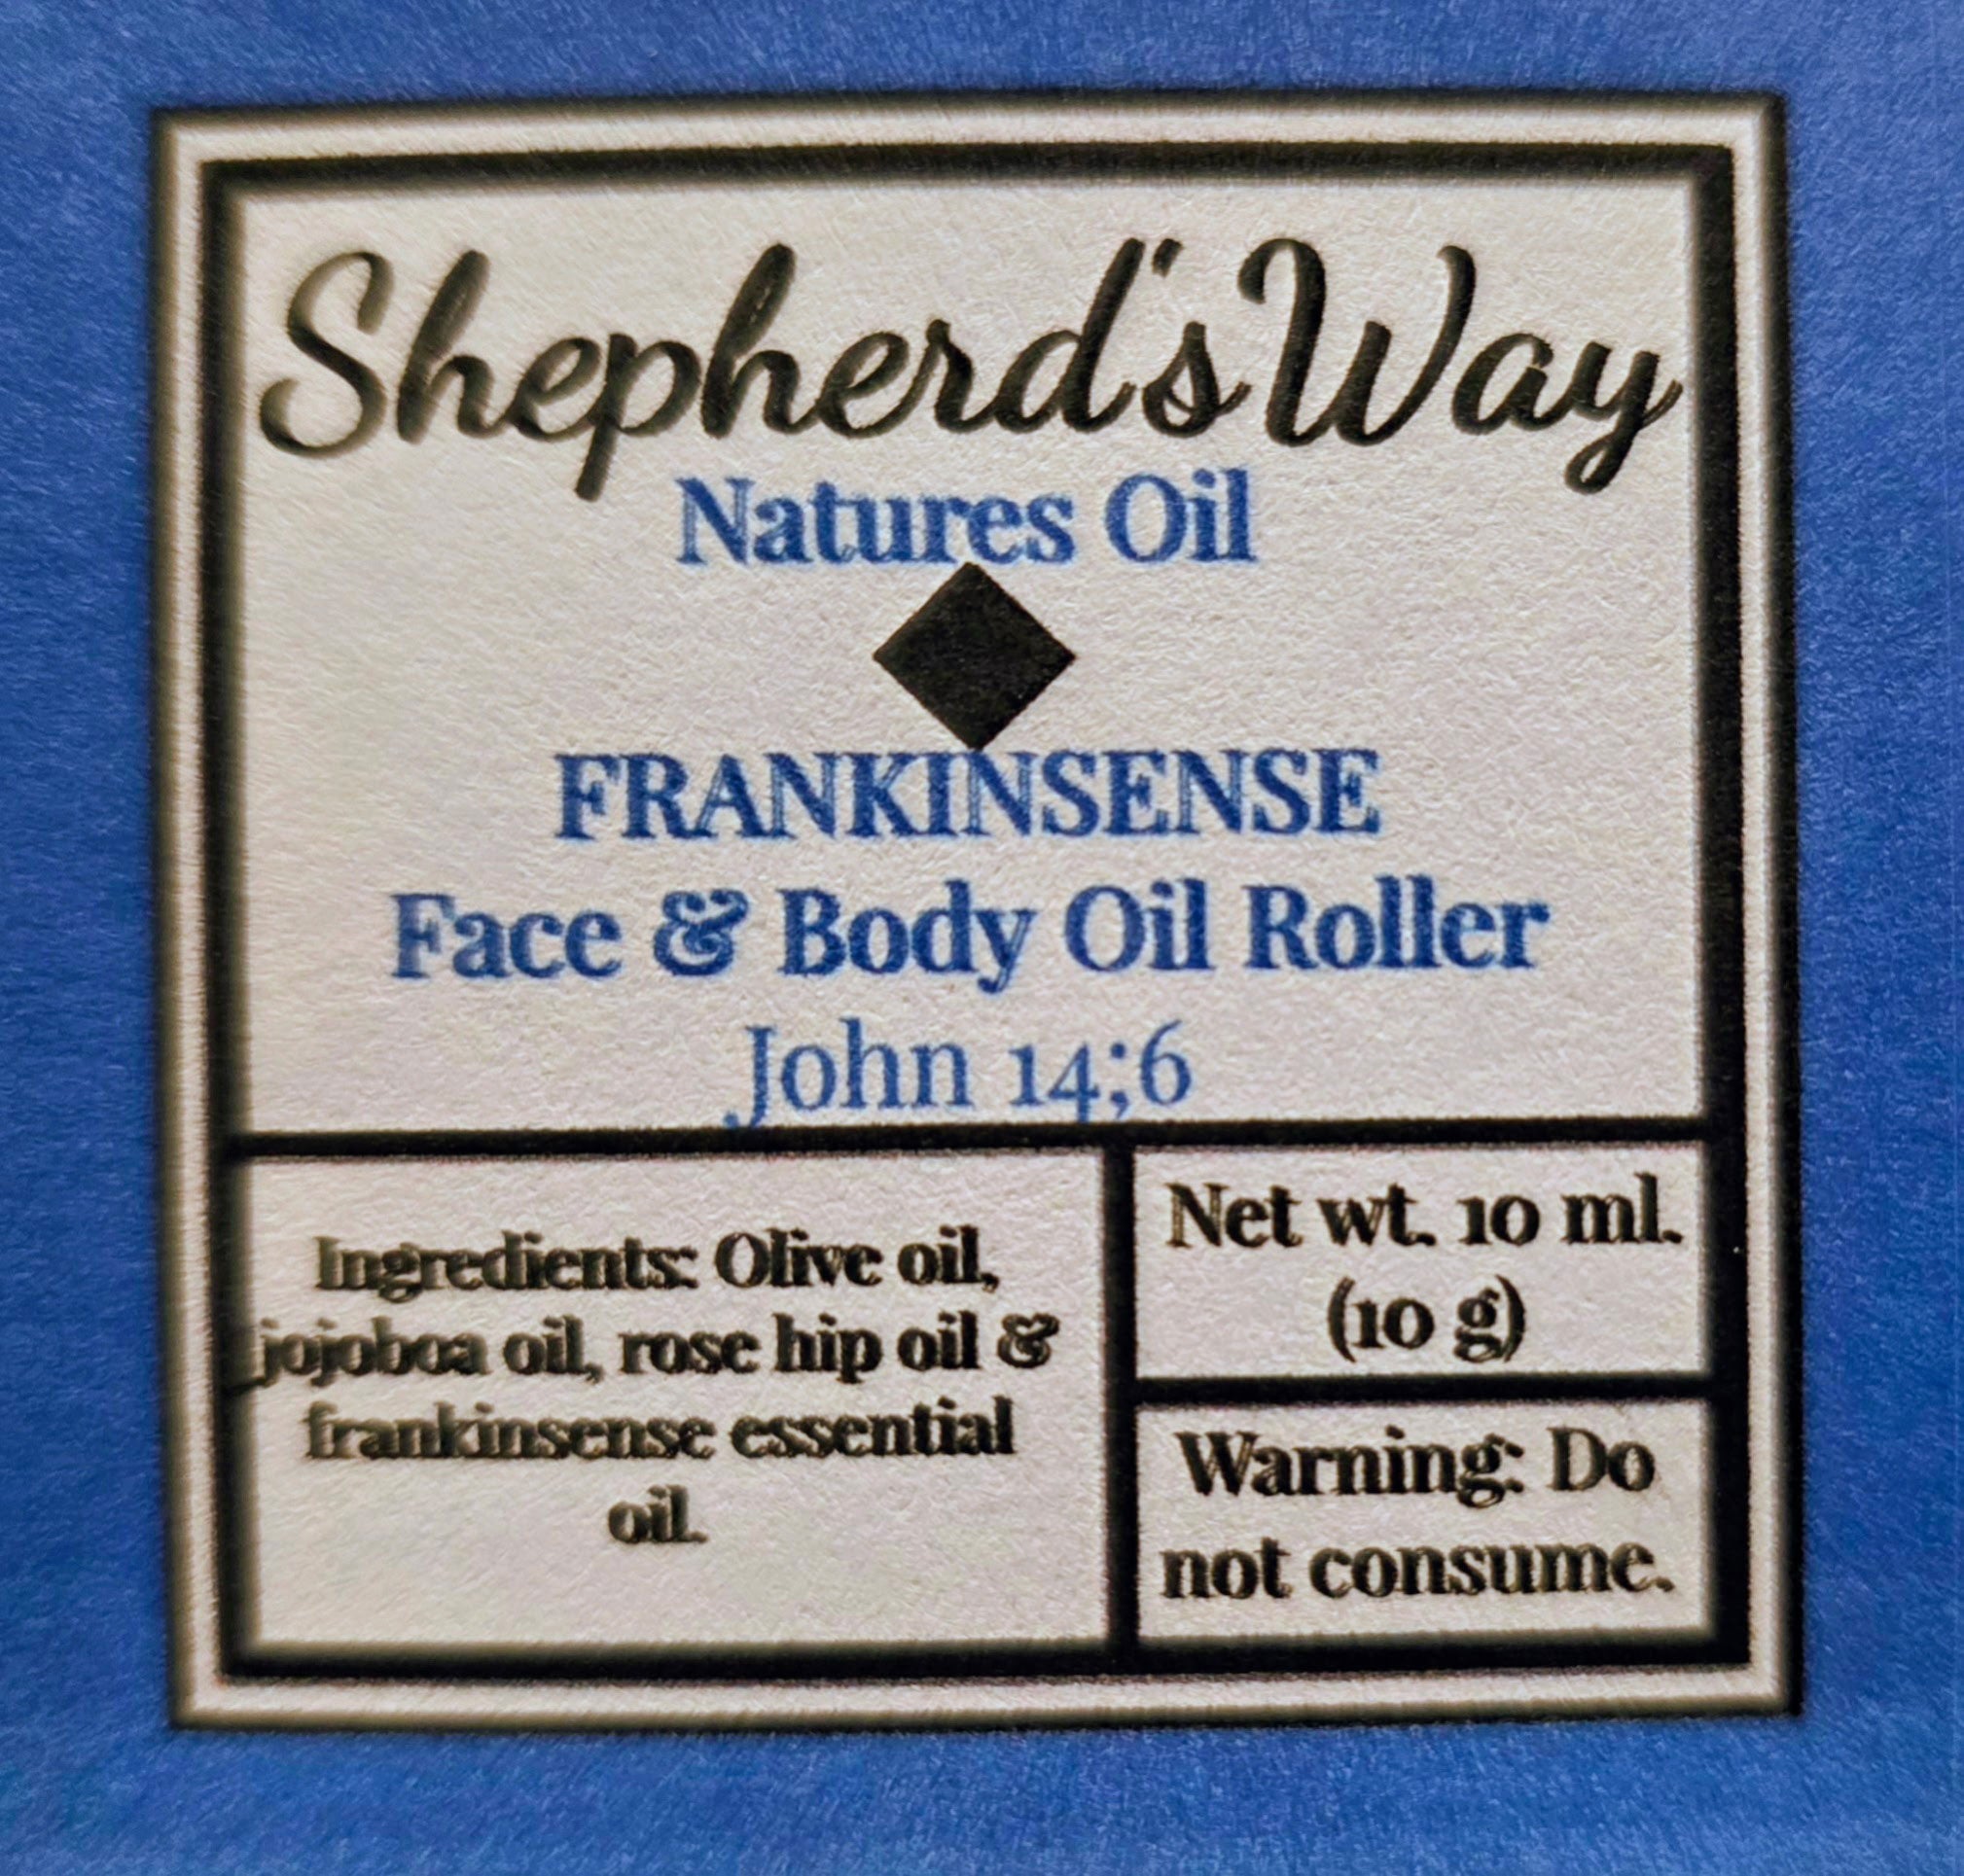 Shepherd's Way
Natures Oil
FRANKINSENSE
Face & Body Oil Roller
John 14;6
Ingredients: Olive oil,
jojoboa oil, rose hip oil &
frankinsense essential
oil.
Net wt. 10 ml.
(10 g)
Warning: Do
not consume.